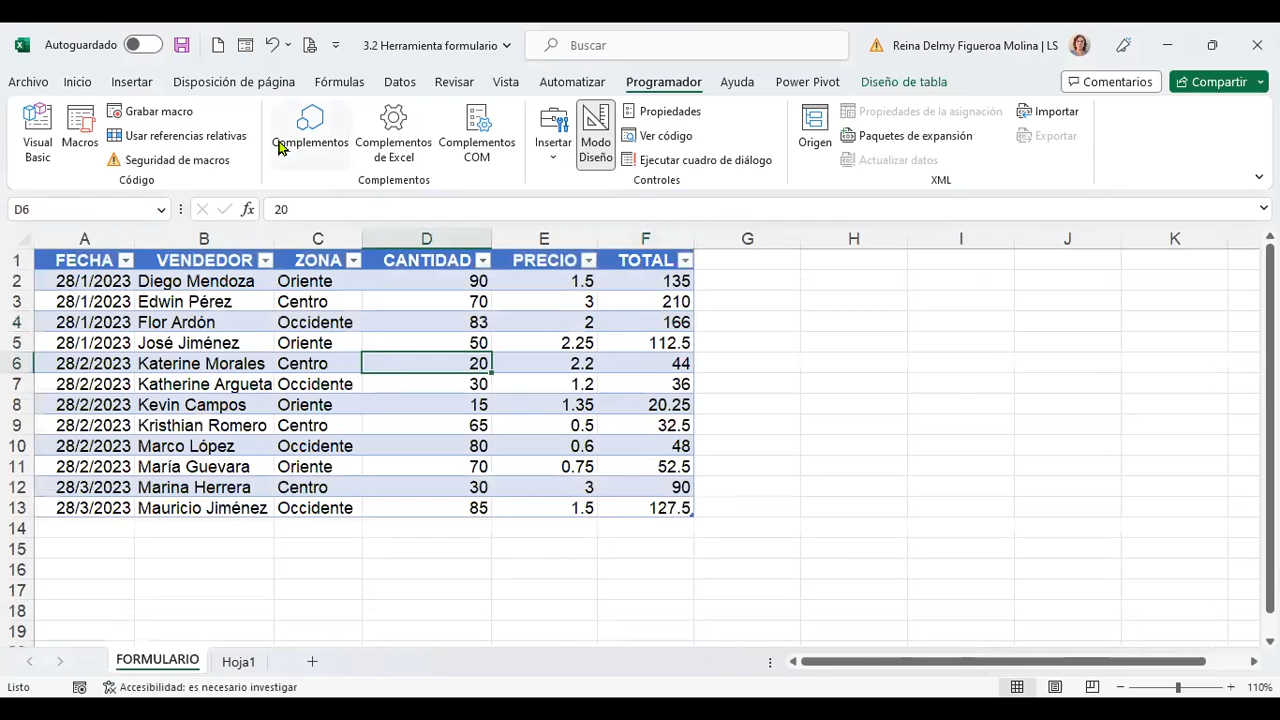 Autoguardado 3.2 Herramienta formulario Buscar Reina Delmy Figueroa Molina | LS
Archivo Inicio Insertar Disposición de página Fórmulas Datos Revisar Vista Automatizar Programador Ayuda Power Pivot Diseño de tabla Comentarios Compartir
Visual Basic
Macros
Grabar macro
Usar referencias relativas
Seguridad de macros
Código
Complementos
Complementos de Excel
Complementos COM
Complementos
Insertar
Modo Diseño
Propiedades
Ver código
Ejecutar cuadro de diálogo
Controles
Origen
Propiedades de la asignación
Paquetes de expansión
Actualizar datos
Importar
Exportar
XML
D6 fx 20
A B C D E F G H I J K
1 FECHA VENDEDOR ZONA CANTIDAD PRECIO TOTAL
2 28/1/2023 Diego Mendoza Oriente 90 1.5 135
3 28/1/2023 Edwin Pérez Centro 70 3 210
4 28/1/2023 Flor Ardón Occidente 83 2 166
5 28/1/2023 José Jiménez Oriente 50 2.25 112.5
6 28/2/2023 Katerine Morales Centro 20 2.2 44
7 28/2/2023 Katherine Argueta Occidente 30 1.2 36
8 28/2/2023 Kevin Campos Oriente 15 1.35 20.25
9 28/2/2023 Kristhian Romero Centro 65 0.5 32.5
10 28/2/2023 Marco López Occidente 80 0.6 48
11 28/2/2023 María Guevara Oriente 70 0.75 52.5
12 28/3/2023 Marina Herrera Centro 30 3 90
13 28/3/2023 Mauricio Jiménez Occidente 85 1.5 127.5
14
15
16
17
18
19
FORMULARIO Hoja1
Listo Accesibilidad: es necesario investigar 110%